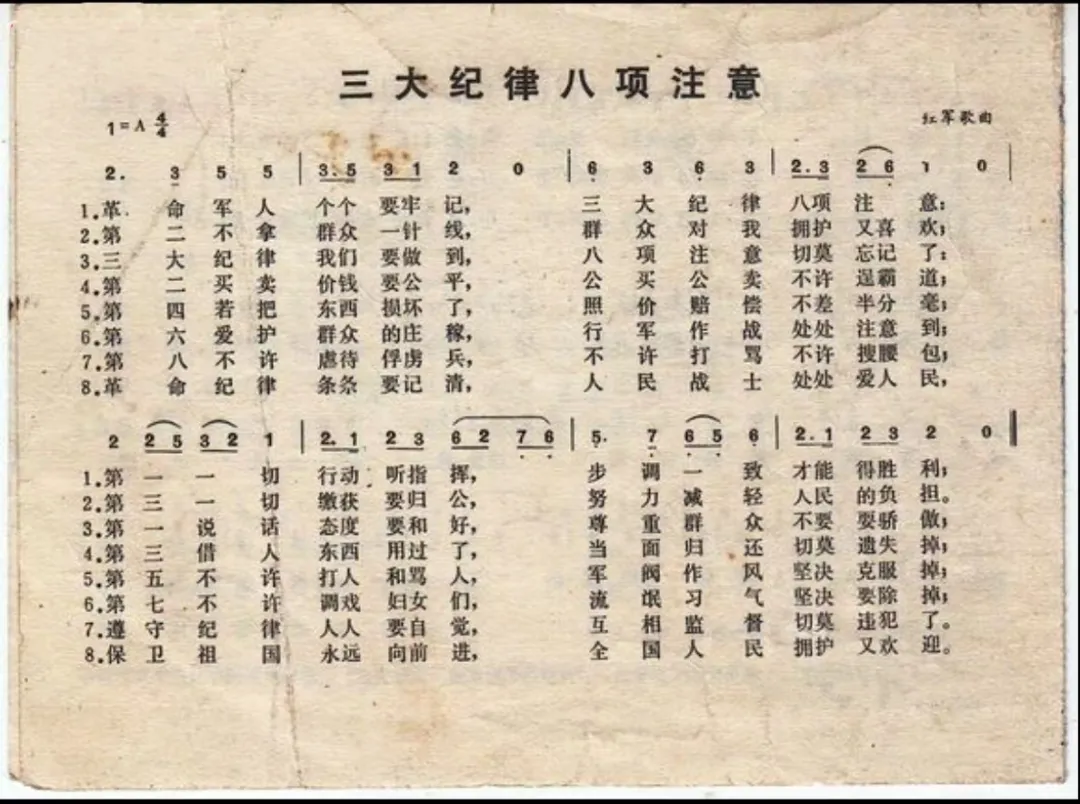 三大纪律八项注意
1=A 4/4
红军歌曲
2. 3 5 5 | 3.5 3 1 2 0 | 6 3 6 3 | 2.3 2 6 1 0 |
1.革命军人个个要牢记，三大纪律八项注意；
2.第二不拿群众一针线，群众对我拥护又喜欢；
3.三大纪律我们要做到，八项注意切莫忘记了：
4.第二买卖价钱要公平，公买公卖不许逞霸道；
5.第四若把东西损坏了，照价赔偿不差半分毫；
6.第六爱护群众的庄稼，行军作战处处注意到；
7.第八不许虐待俘虏兵，不许打骂不许搜腰包；
8.革命纪律条条要记清，人民战士处处爱人民，
2 2 5 3 2 1 | 2.1 2 3 6 2 7 6 | 5. 7 6 5 6 | 2.1 2 3 2 0
1.第一一切行动听指挥，步调一致才能得胜利；
2.第三一切缴获要归公，努力减轻人民的负担。
3.第一说话态度要和好，尊重群众不要耍骄傲；
4.第三借人东西用过了，当面归还切莫遗失掉；
5.第五不许打人和骂人，军阀作风坚决克服掉；
6.第七不许调戏妇女们，流氓习气坚决要除掉；
7.遵守纪律人人要自觉，互相监督切莫违犯了。
8.保卫祖国永远向前进，全国人民拥护又欢迎。